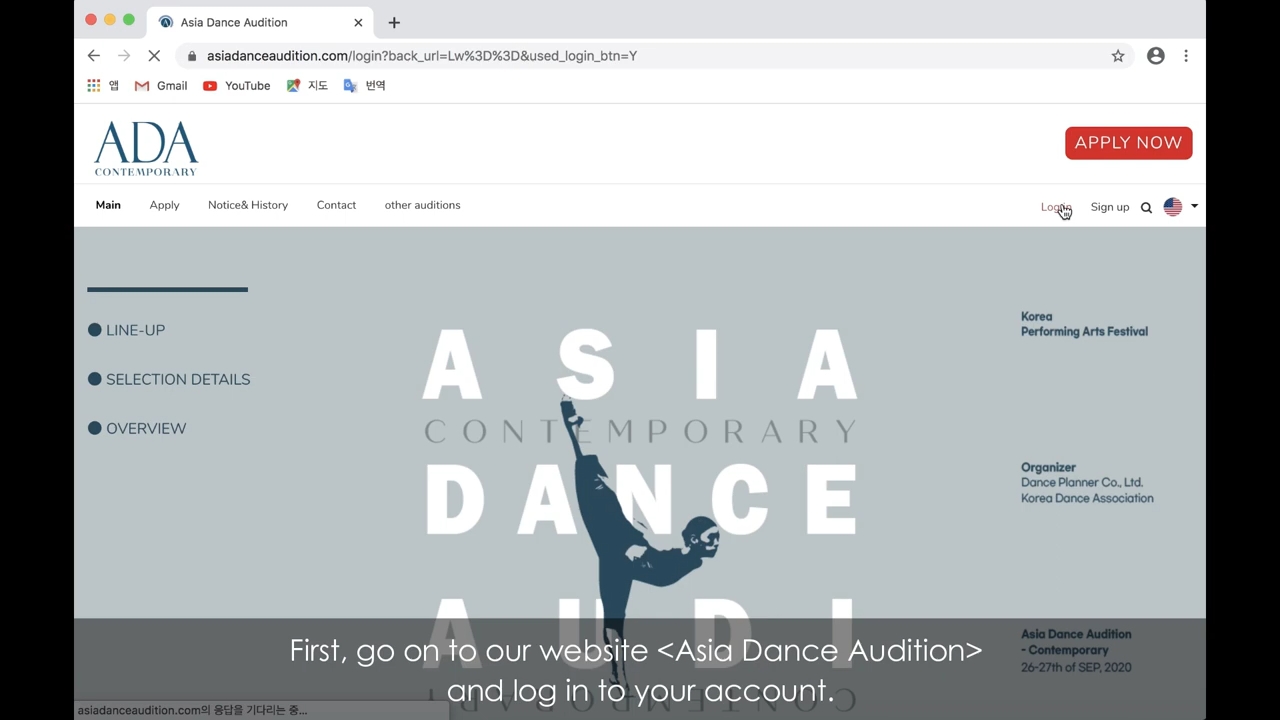 Asia Dance Audition
asiadanceaudition.com/login?back_url=Lw%3D%3D&used_login_btn=Y
앱 Gmail YouTube 지도 번역
ADA
CONTEMPORARY
APPLY NOW
Main Apply Notice& History Contact other auditions
Login Sign up
LINE-UP
SELECTION DETAILS
OVERVIEW
ASIA
CONTEMPORARY
DANCE
AUDI
CONTEMPORARY
Korea
Performing Arts Festival
Organizer
Dance Planner Co., Ltd.
Korea Dance Association
Asia Dance Audition
- Contemporary
26-27th of SEP, 2020
First, go on to our website <Asia Dance Audition>
and log in to your account.
asiadanceaudition.com의 응답을 기다리는 중...